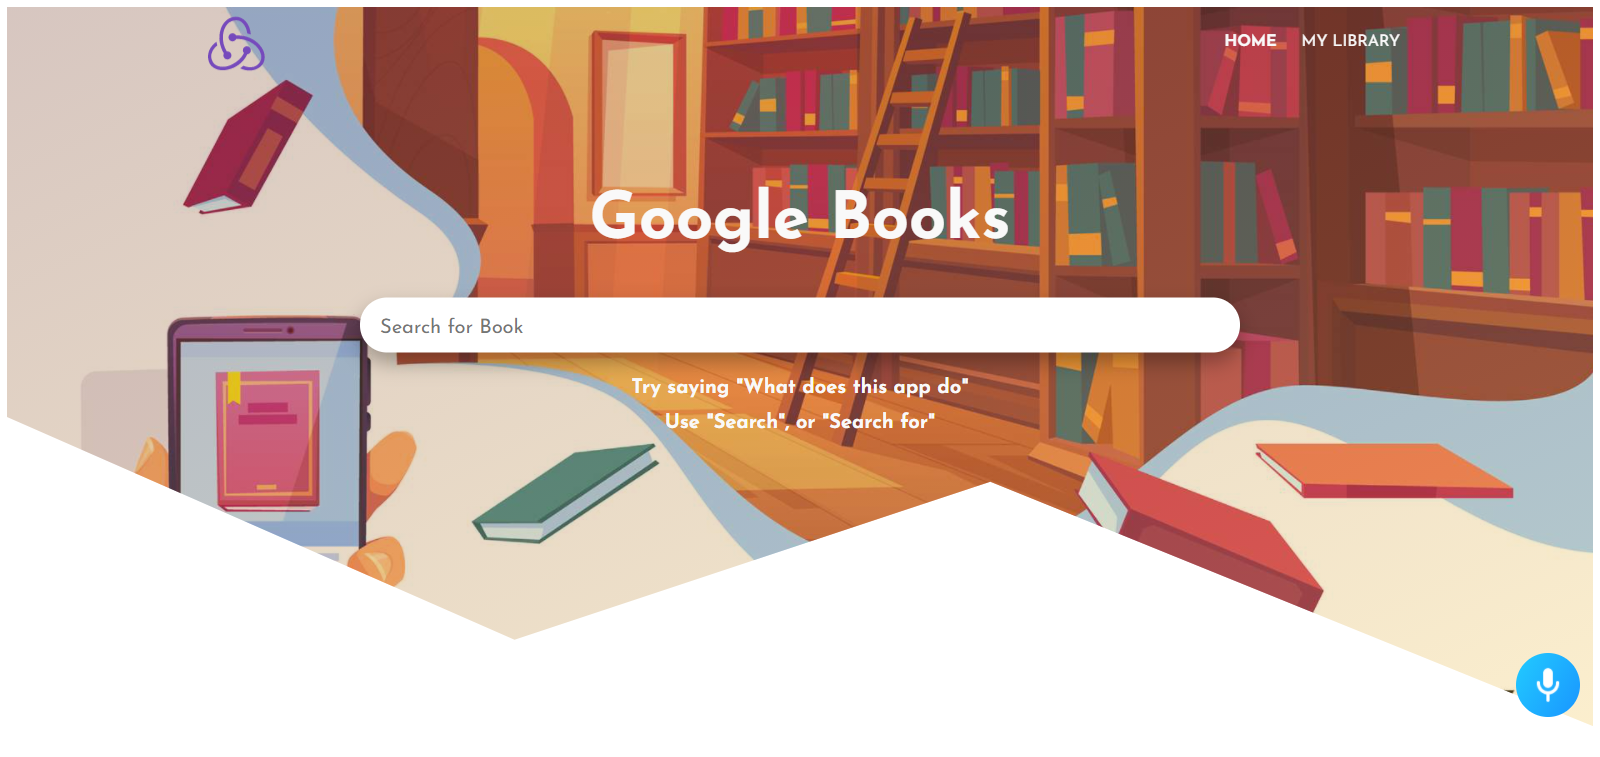 HOME MY LIBRARY
Google Books
Search for Book
Try saying "What does this app do"
Use "Search", or "Search for"